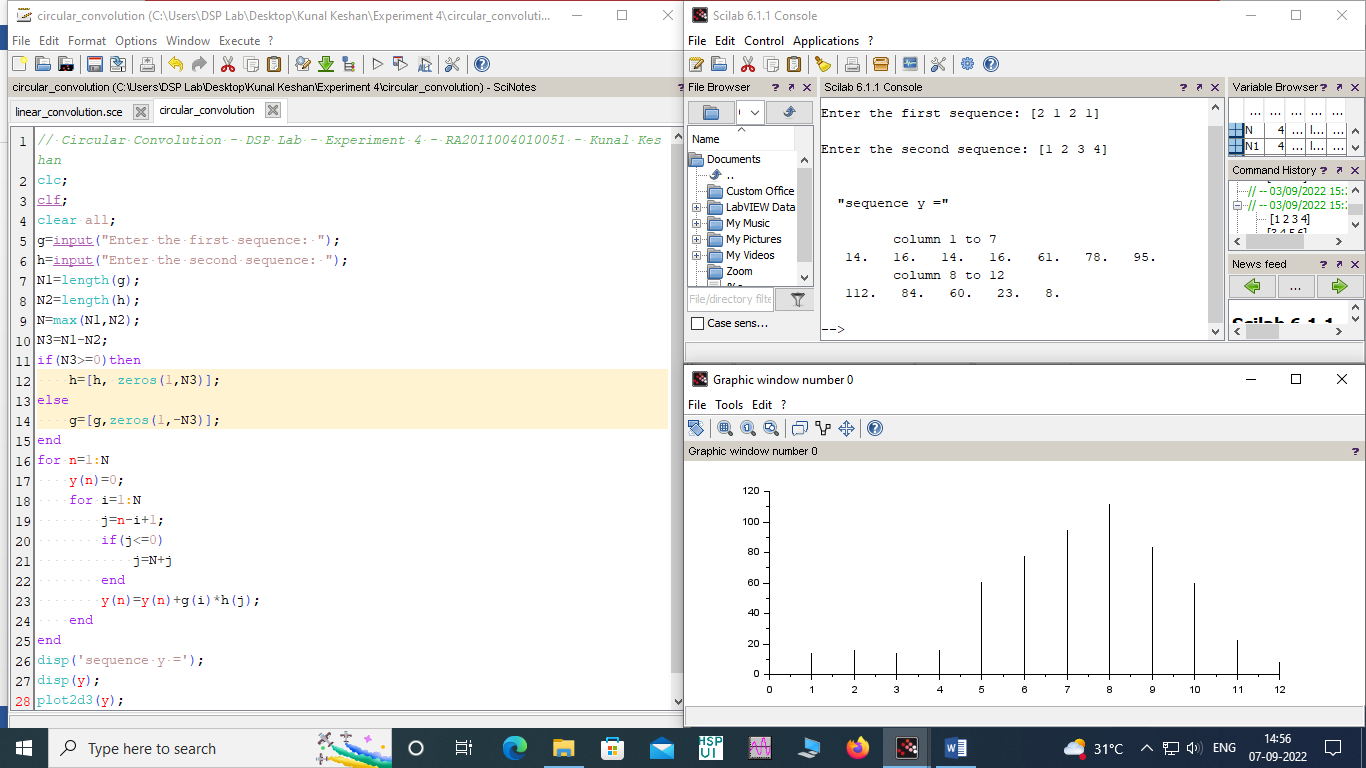 circular_convolution (C:\Users\DSP Lab\Desktop\Kunal Keshan\Experiment 4\circular_convoluti...
File Edit Format Options Window Execute ?
circular_convolution (C:\Users\DSP Lab\Desktop\Kunal Keshan\Experiment 4\circular_convolution) - SciNotes ?
linear_convolution.sce circular_convolution
1 // Circular Convolution - DSP Lab - Experiment 4 - RA2011004010051 - Kunal Kes
han
2 clc;
3 clf;
4 clear all;
5 g=input("Enter the first sequence: ");
6 h=input("Enter the second sequence: ");
7 N1=length(g);
8 N2=length(h);
9 N=max(N1,N2);
10 N3=N1-N2;
11 if(N3>=0)then
12 h=[h, zeros(1,N3)];
13 else
14 g=[g,zeros(1,-N3)];
15 end
16 for n=1:N
17 y(n)=0;
18 for i=1:N
19 j=n-i+1;
20 if(j<=0)
21 j=N+j
22 end
23 y(n)=y(n)+g(i)*h(j);
24 end
25 end
26 disp('sequence y =');
27 disp(y);
28 plot2d3(y);
Scilab 6.1.1 Console
File Edit Control Applications ?
File Browser ?
Name
Documents
..
Custom Office
LabVIEW Data
My Music
My Pictures
My Videos
Zoom
File/directory filte
Case sens...
Scilab 6.1.1 Console ?
Enter the first sequence: [2 1 2 1]
Enter the second sequence: [1 2 3 4]
"sequence y ="
column 1 to 7
14. 16. 14. 16. 61. 78. 95.
column 8 to 12
112. 84. 60. 23. 8.
-->
Variable Browser ?
... ... ... ...
N 4 ... l... ...
N1 4 ... l... ...
Command History ?
// -- 03/09/2022 15:
// -- 03/09/2022 15:
[1 2 3 4]
[3 4 5 6]
News feed ?
...
Scilab 6.1.1
Graphic window number 0
File Tools Edit ?
Graphic window number 0 ?
120
100
80
60
40
20
0
0 1 2 3 4 5 6 7 8 9 10 11 12
Type here to search
HSP
UI
31°C ENG 14:56
07-09-2022